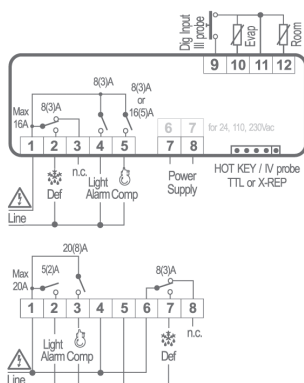 Dig Input
III probe
Evap
Room
9 10 11 12
8(3)A
8(3)A
or
16(5)A
Max
16A
8(3)A
6 7 for 24, 110, 230Vac
1 2 3 4 5 7 8
n.c.
Def
Light
Alarm
Comp
Power
Supply
HOT KEY / IV probe
TTL or X-REP
Line
20(8)A
Max
20A
5(2)A
8(3)A
1 2 3 4 5 6 7 8
n.c.
Light
Alarm
Comp
Def
Line